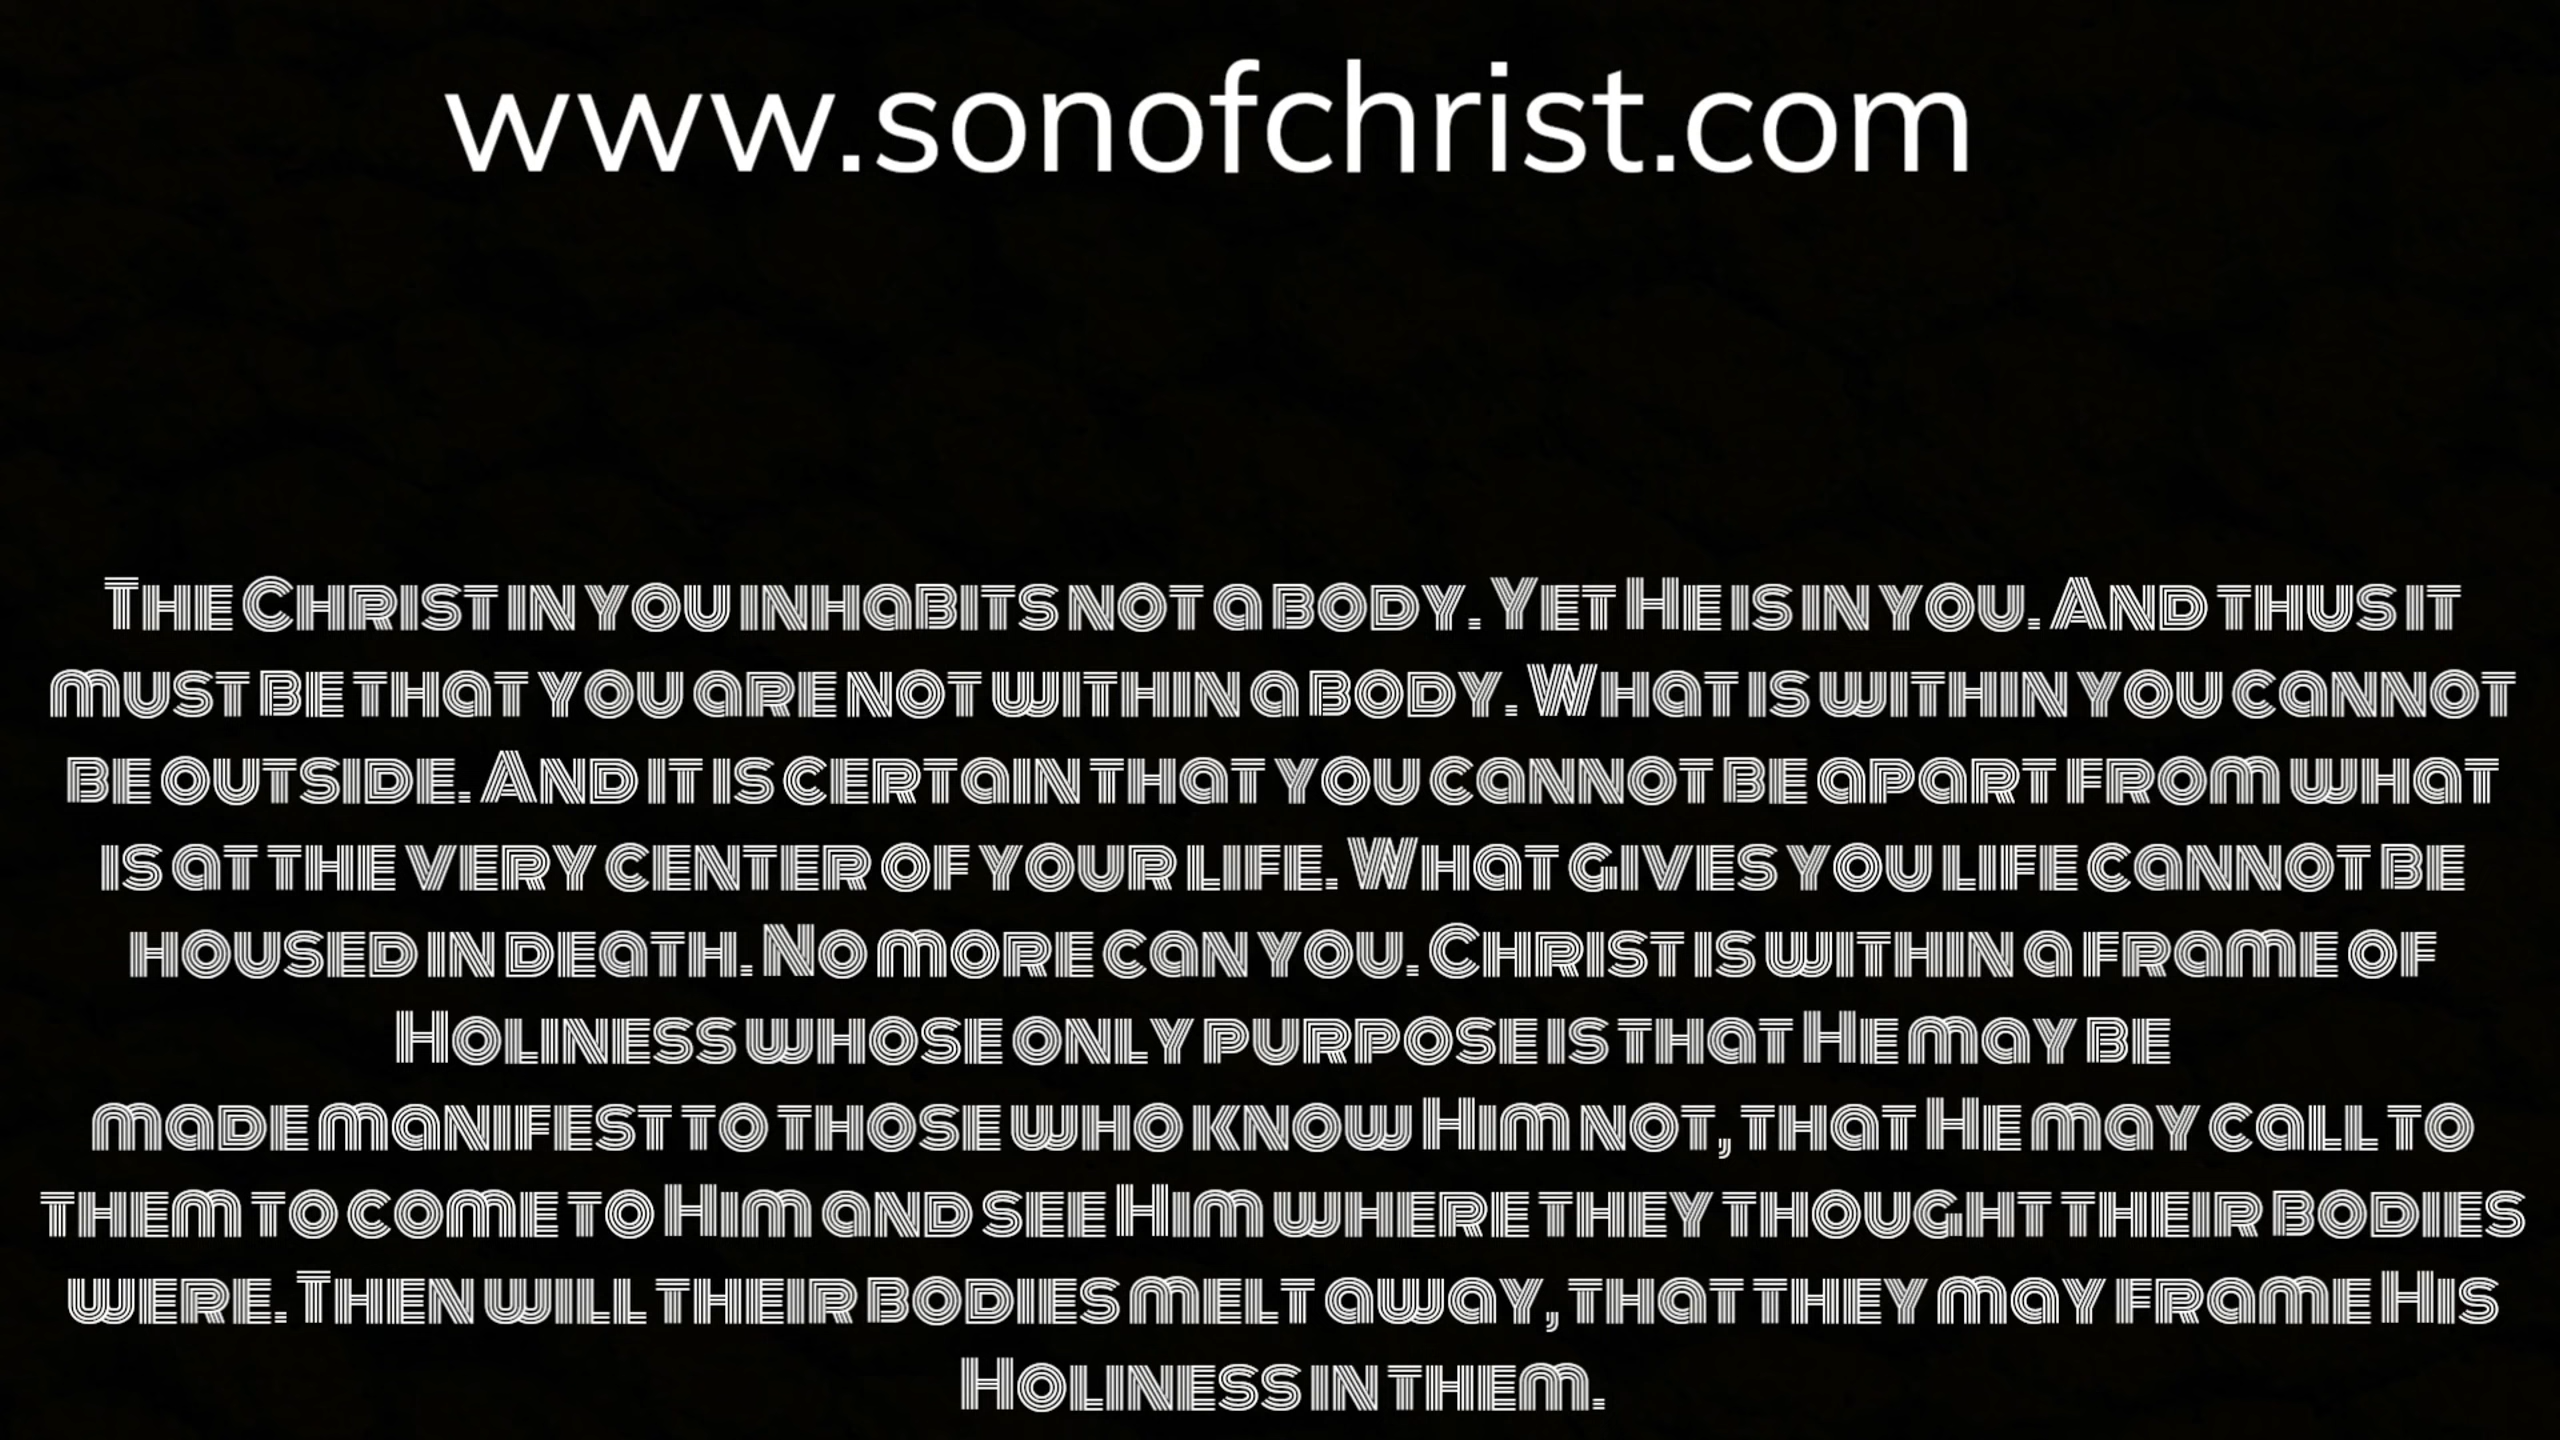 www.sonofchrist.com
The Christ in you inhabits not a body. Yet He is in you. And thus it
must be that you are not within a body. What is within you cannot
be outside. And it is certain that you cannot be apart from what
is at the very center of your life. What gives you life cannot be
housed in death. No more can you. Christ is within a frame of
Holiness whose only purpose is that He may be
made manifest to those who know Him not, that He may call to
them to come to Him and see Him where they thought their bodies
were. Then will their bodies melt away, that they may frame His
Holiness in them.